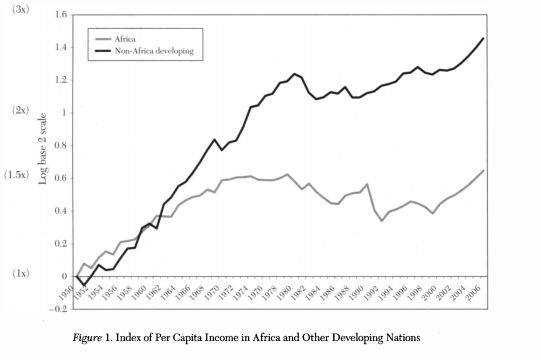 (3x)
1.6
Africa
Non-Africa developing
1.4
1.2
(2x)
1
Log base 2 scale
0.8
(1.5x)
0.6
0.4
0.2
(1x)
0
−0.2
1950 1952 1954 1956 1958 1960 1962 1964 1966 1968 1970 1972 1974 1976 1978 1980 1982 1984 1986 1988 1990 1992 1994 1996 1998 2000 2002 2004 2006
Figure 1. Index of Per Capita Income in Africa and Other Developing Nations